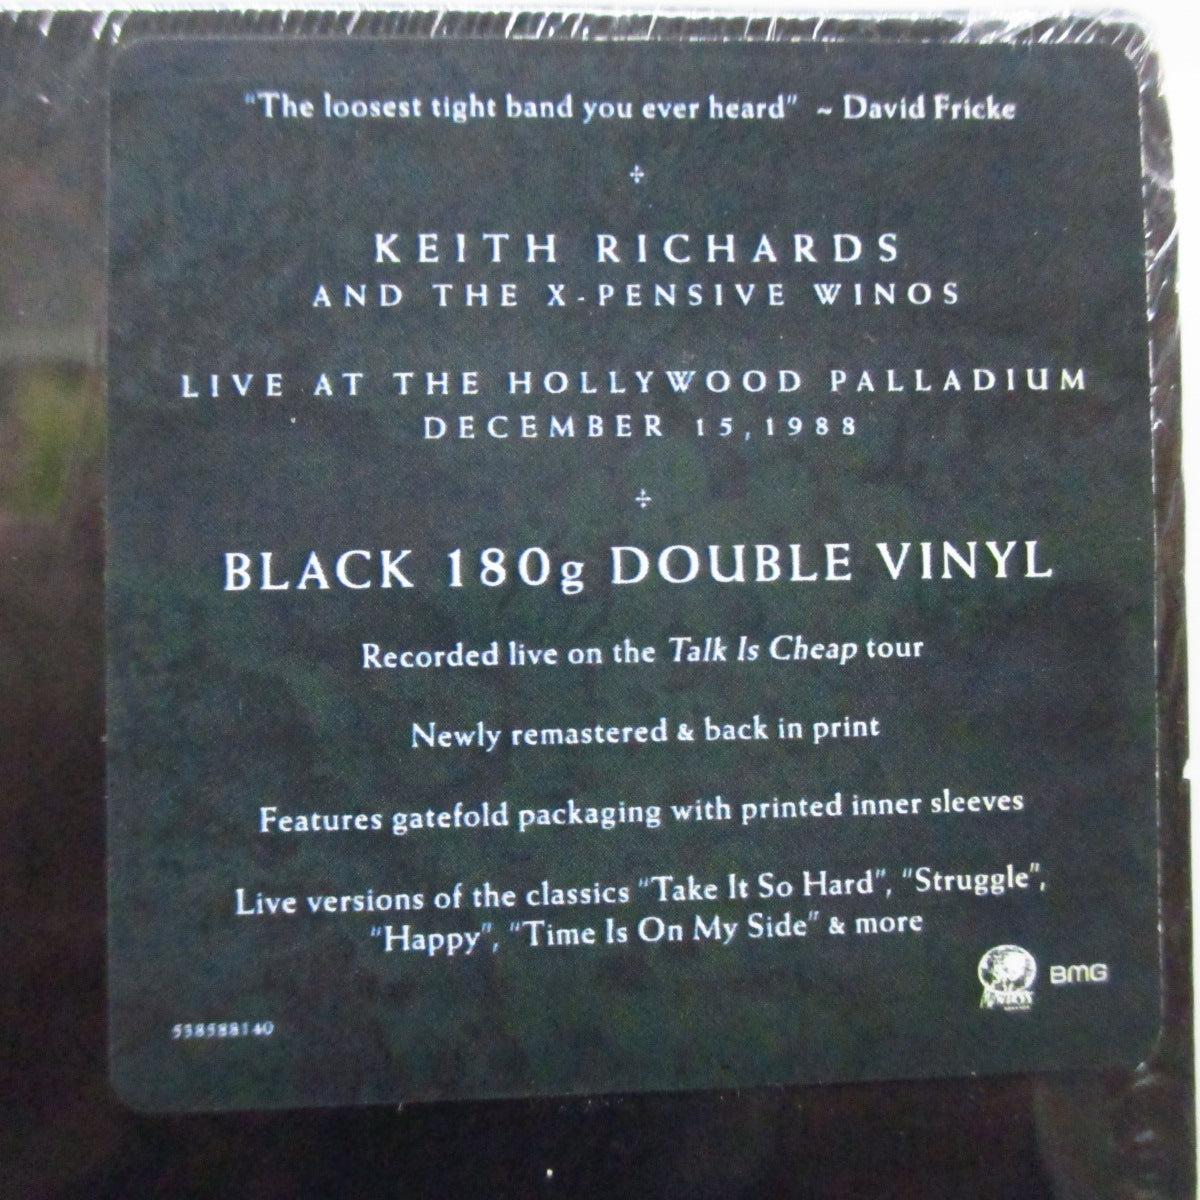 "The loosest tight band you ever heard" ~ David Fricke
KEITH RICHARDS
AND THE X-PENSIVE WINOS
LIVE AT THE HOLLYWOOD PALLADIUM
DECEMBER 15, 1988
BLACK 180g DOUBLE VINYL
Recorded live on the Talk Is Cheap tour
Newly remastered & back in print
Features gatefold packaging with printed inner sleeves
Live versions of the classics "Take It So Hard", "Struggle",
"Happy", "Time Is On My Side" & more
BMG
538588140